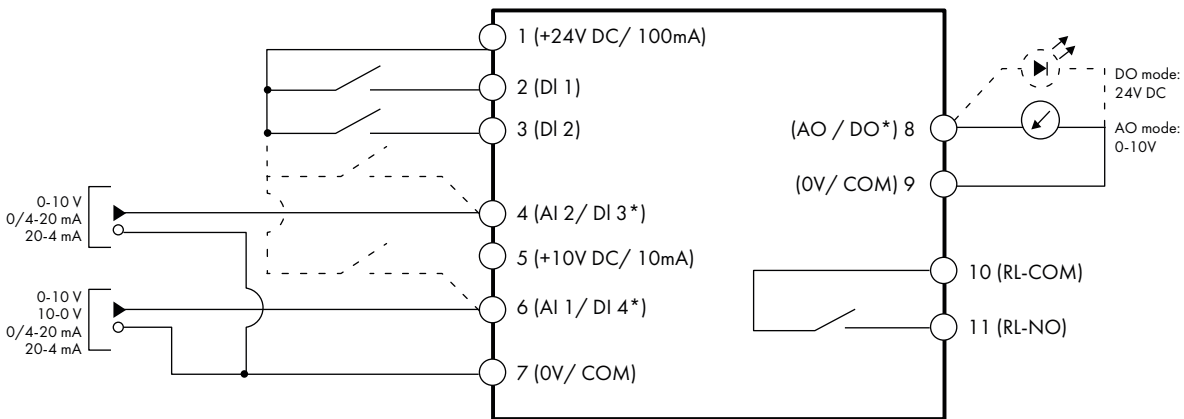 1 (+24V DC/ 100mA)
2 (DI 1)
3 (DI 2)
4 (AI 2/ DI 3*)
5 (+10V DC/ 10mA)
6 (AI 1/ DI 4*)
7 (0V/ COM)
0-10 V
0/4-20 mA
20-4 mA
0-10 V
10-0 V
0/4-20 mA
20-4 mA
(AO / DO*) 8
(0V/ COM) 9
10 (RL-COM)
11 (RL-NO)
DO mode:
24V DC
AO mode:
0-10V